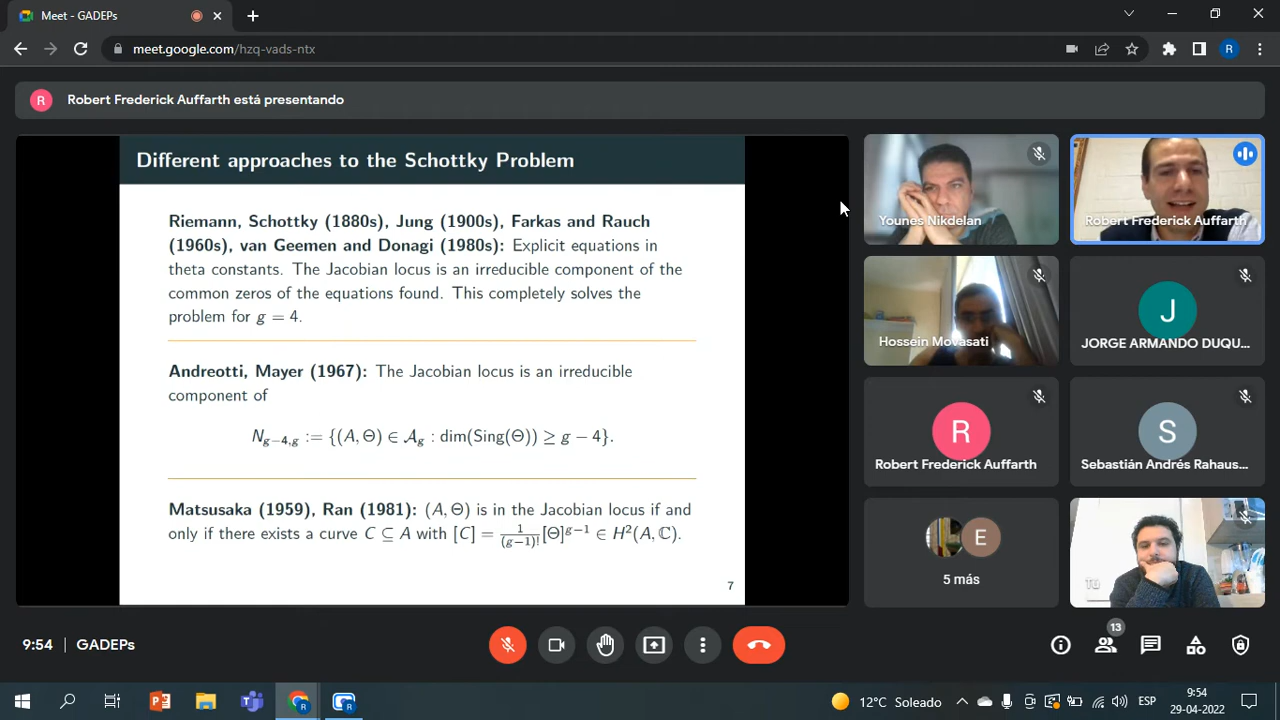 Meet - GADEPs
meet.google.com/hzq-vads-ntx
R
R
Robert Frederick Auffarth está presentando
Different approaches to the Schottky Problem
Riemann, Schottky (1880s), Jung (1900s), Farkas and Rauch
(1960s), van Geemen and Donagi (1980s): Explicit equations in
theta constants. The Jacobian locus is an irreducible component of the
common zeros of the equations found. This completely solves the
problem for g = 4.
Andreotti, Mayer (1967): The Jacobian locus is an irreducible
component of
N_{g−4,g} := {(A, Θ) ∈ 𝒜_g : dim(Sing(Θ)) ≥ g − 4}.
Matsusaka (1959), Ran (1981): (A, Θ) is in the Jacobian locus if and
only if there exists a curve C ⊆ A with [C] = 1/(g−1)! [Θ]^{g−1} ∈ H²(A, ℂ).
7
Younes Nikdelan
Robert Frederick Auffarth
Hossein Movasati
J
JORGE ARMANDO DUQU...
R
Robert Frederick Auffarth
S
Sebastián Andrés Rahaus...
E
5 más
Tú
9:54 | GADEPs
13
12°C Soleado
ESP
9:54
29-04-2022